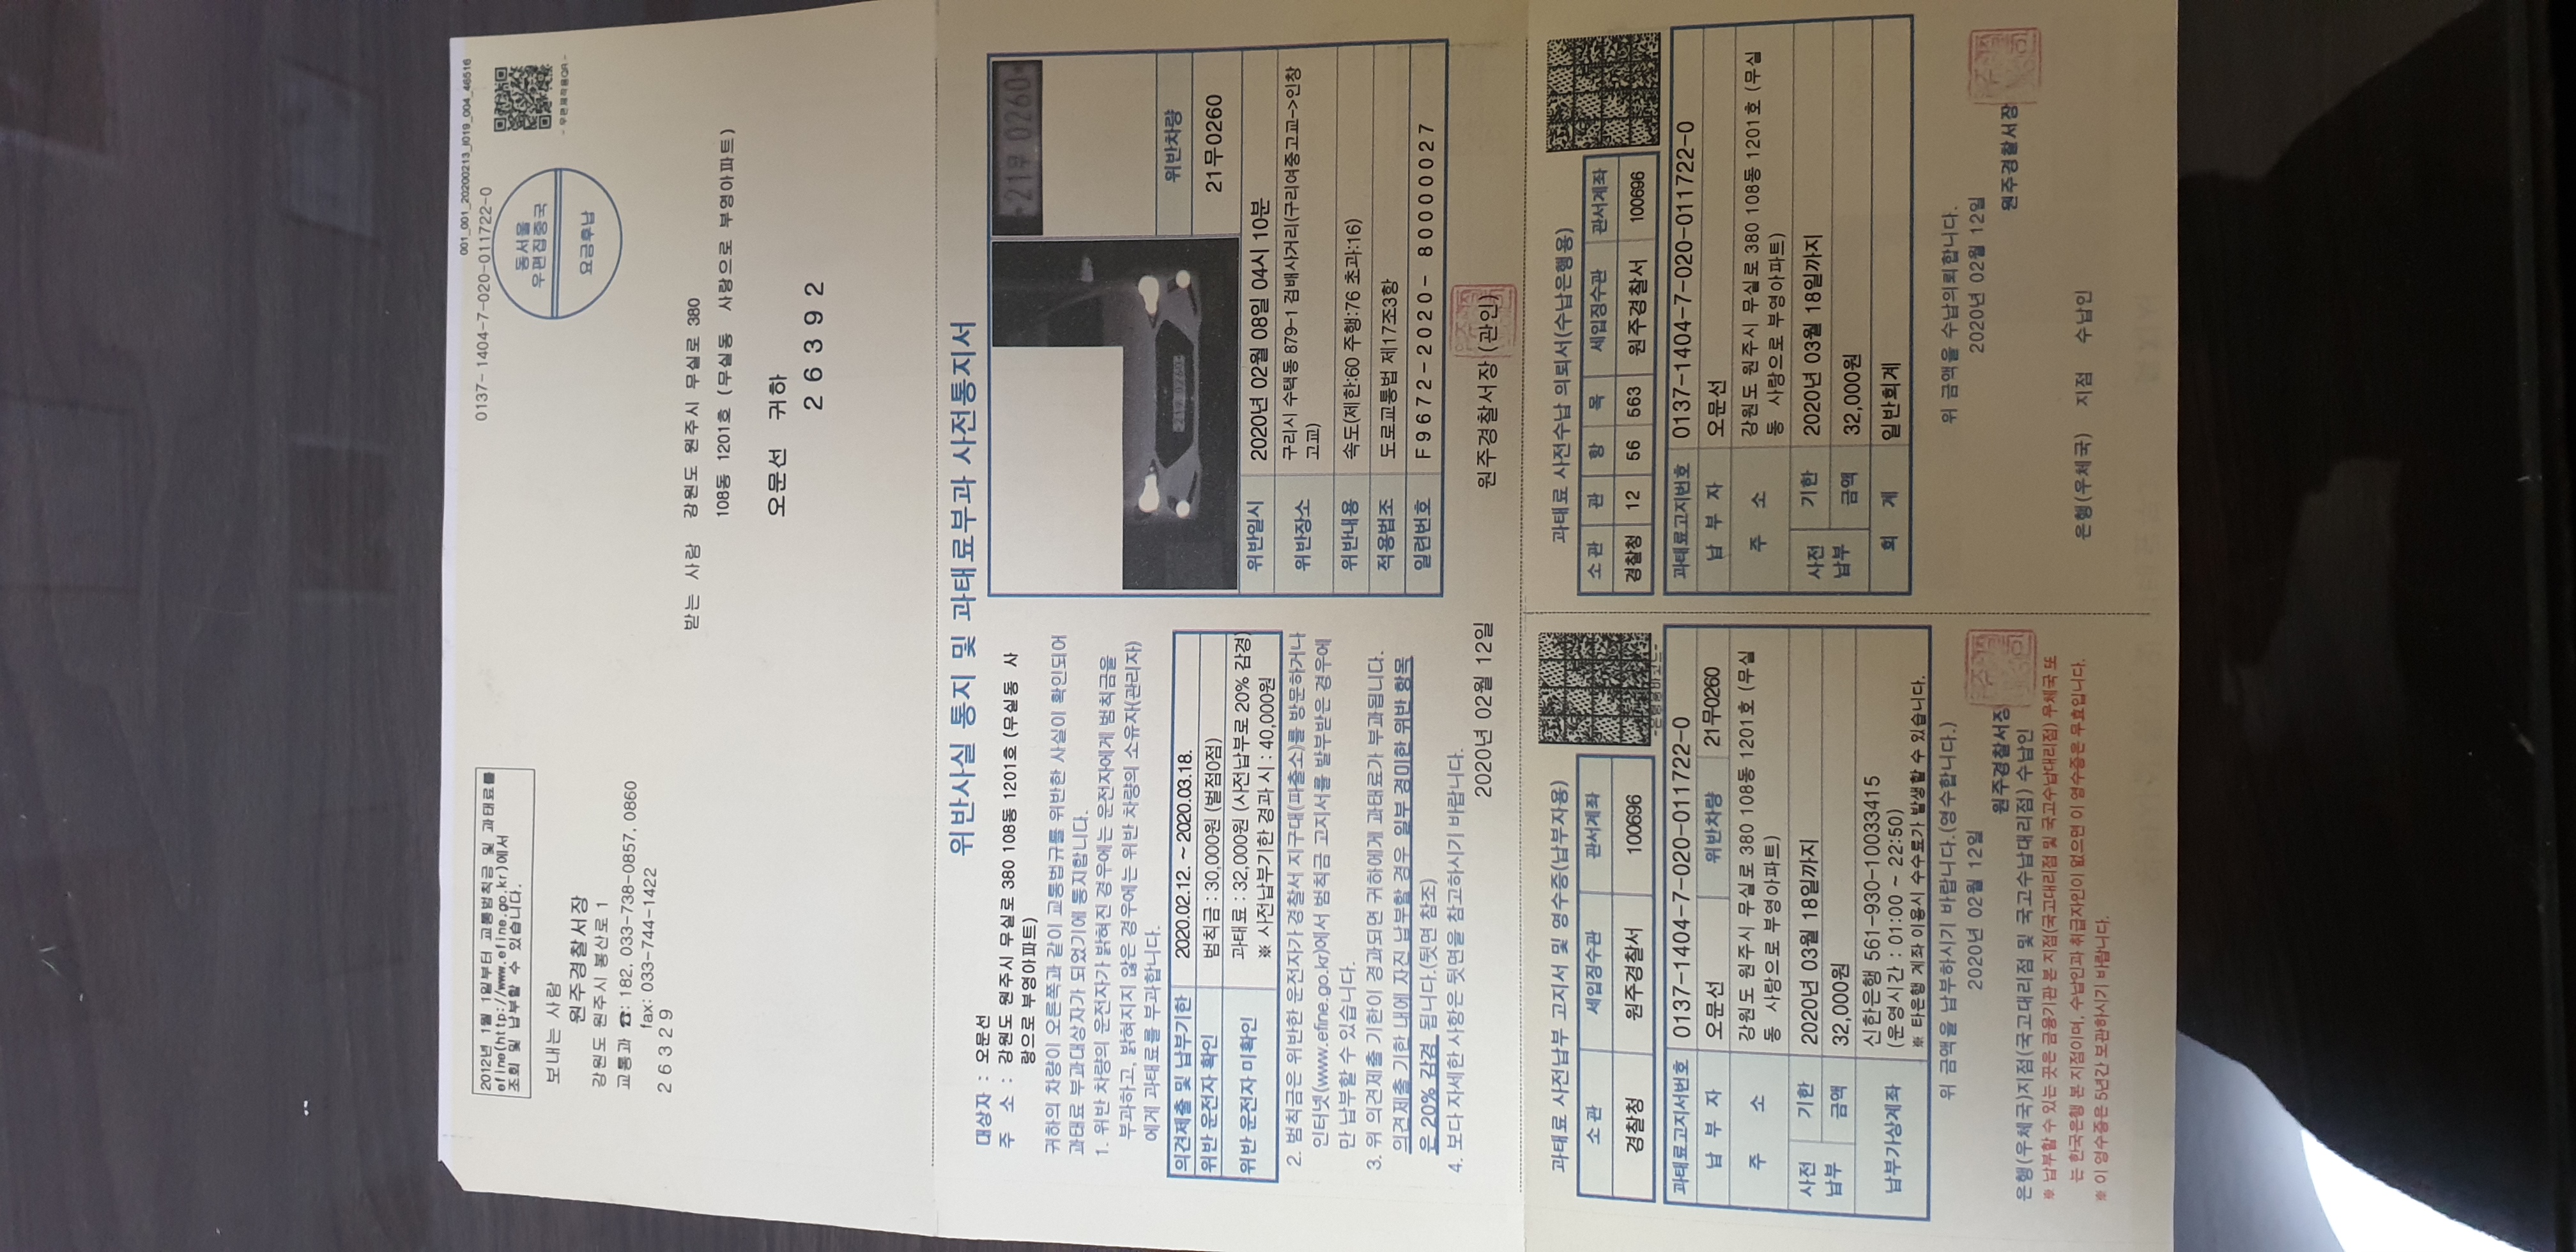 001_001_20200213_I019_004_46516
0137-1404-7-020-011722-0
2012년 1월 1일부터 교통범칙금 및 과태료를
efine(http://www.efine.go.kr)에서
조회 및 납부할 수 있습니다.
동서울
우편집중국
요금후납
- 우편제작용QR -
보내는 사람
원주경찰서장
강원도 원주시 봉산로 1
교통과 ☎: 182, 033-738-0857, 0860
fax: 033-744-1422
26329
받는 사람 강원도 원주시 무실로 380
108동 1201호 (무실동 사랑으로 부영아파트)
오문선 귀하
26392
위반사실 통지 및 과태료부과 사전통지서
대상자 : 오문선
주 소 : 강원도 원주시 무실로 380 108동 1201호 (무실동 사
랑으로 부영아파트)
귀하의 차량이 오른쪽과 같이 교통법규를 위반한 사실이 확인되어
과태료 부과대상자가 되었기에 통지합니다.
1. 위반 차량의 운전자가 밝혀진 경우에는 운전자에게 범칙금을
부과하고, 밝혀지지 않은 경우에는 위반 차량의 소유자(관리자)
에게 과태료를 부과합니다.
의견제출 및 납부기한 2020.02.12. ~ 2020.03.18.
위반 운전자 확인 범칙금 : 30,000원 (벌점0점)
위반 운전자 미확인 과태료 : 32,000원 (사전납부로 20% 감경)
※ 사전납부기한 경과 시 : 40,000원
2. 범칙금은 위반한 운전자가 경찰서 지구대(파출소)를 방문하거나
인터넷(www.efine.go.kr)에서 범칙금 고지서를 발부받은 경우에
만 납부할 수 있습니다.
3. 위 의견제출 기한이 경과되면 귀하에게 과태료가 부과됩니다.
의견제출 기한 내에 자진 납부할 경우 일부 경미한 위반 항목
은 20% 감경 됩니다.(뒷면 참조)
4. 보다 자세한 사항은 뒷면을 참고하시기 바랍니다.
2020년 02월 12일
21무 0260
21무 0260
위반차량
21무0260
위반일시 2020년 02월 08일 04시 10분
위반장소 구리시 수택동 879-1 검배사거리(구리여중고교->인창
고교)
위반내용 속도(제한:60 주행:76 초과:16)
적용법조 도로교통법 제17조3항
일련번호 F9672-2020- 80000027
원주경찰서장 (관인)
과태료 사전납부 고지서 및 영수증(납부자용)
소 관 세입징수관 관서계좌
경찰청 원주경찰서 100696
-은행용바코드-
과태료고지서번호 0137-1404-7-020-011722-0
납 부 자 오문선 위반차량 21무0260
주 소 강원도 원주시 무실로 380 108동 1201호 (무실
동 사랑으로 부영아파트)
사전 납부 기한 2020년 03월 18일까지
금액 32,000원
납부가상계좌 신한은행 561-930-10033415
(운영시간 : 01:00 ~ 22:50)
※ 타은행 계좌 이용시 수수료가 발생할 수 있습니다.
위 금액을 납부하시기 바랍니다.(영수합니다.)
2020년 02월 12일
원주경찰서장
은행(우체국)지점(국고대리점 및 국고수납대리점) 수납인
※ 납부할 수 있는 곳은 금융기관 본 지점(국고대리점 및 국고수납대리점) 우체국 또
는 한국은행 본 지점이며, 수납인과 취급자인이 없으면 이 영수증은 무효입니다.
※ 이 영수증은 5년간 보관하시기 바랍니다.
과태료 사전수납 의뢰서(수납은행용)
소 관 관 항 목 세입징수관 관서계좌
경찰청 12 56 563 원주경찰서 100696
과태료고지번호 0137-1404-7-020-011722-0
납 부 자 오문선
주 소 강원도 원주시 무실로 380 108동 1201호 (무실
동 사랑으로 부영아파트)
사전 납부 기한 2020년 03월 18일까지
금액 32,000원
회 계 일반회계
위 금액을 수납의뢰합니다.
2020년 02월 12일
원주경찰서장
은행(우체국) 지점 수납인